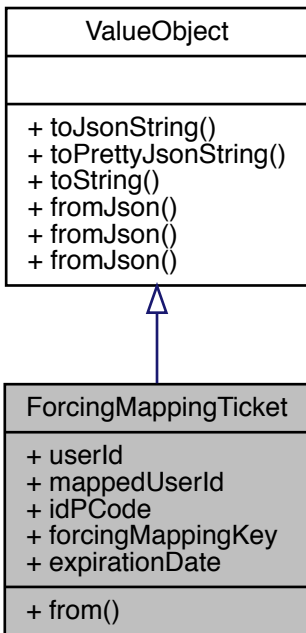 ValueObject
+ toJsonString()
+ toPrettyJsonString()
+ toString()
+ fromJson()
+ fromJson()
+ fromJson()
ForcingMappingTicket
+ userId
+ mappedUserId
+ idPCode
+ forcingMappingKey
+ expirationDate
+ from()